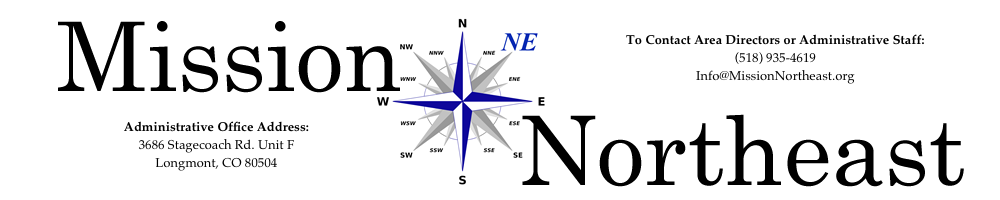 Mission
Northeast
Administrative Office Address:
3686 Stagecoach Rd. Unit F
Longmont, CO 80504
To Contact Area Directors or Administrative Staff:
(518) 935-4619
Info@MissionNortheast.org
N
NNE
NE
ENE
E
ESE
SE
SSE
S
SSW
SW
WSW
W
WNW
NW
NNW